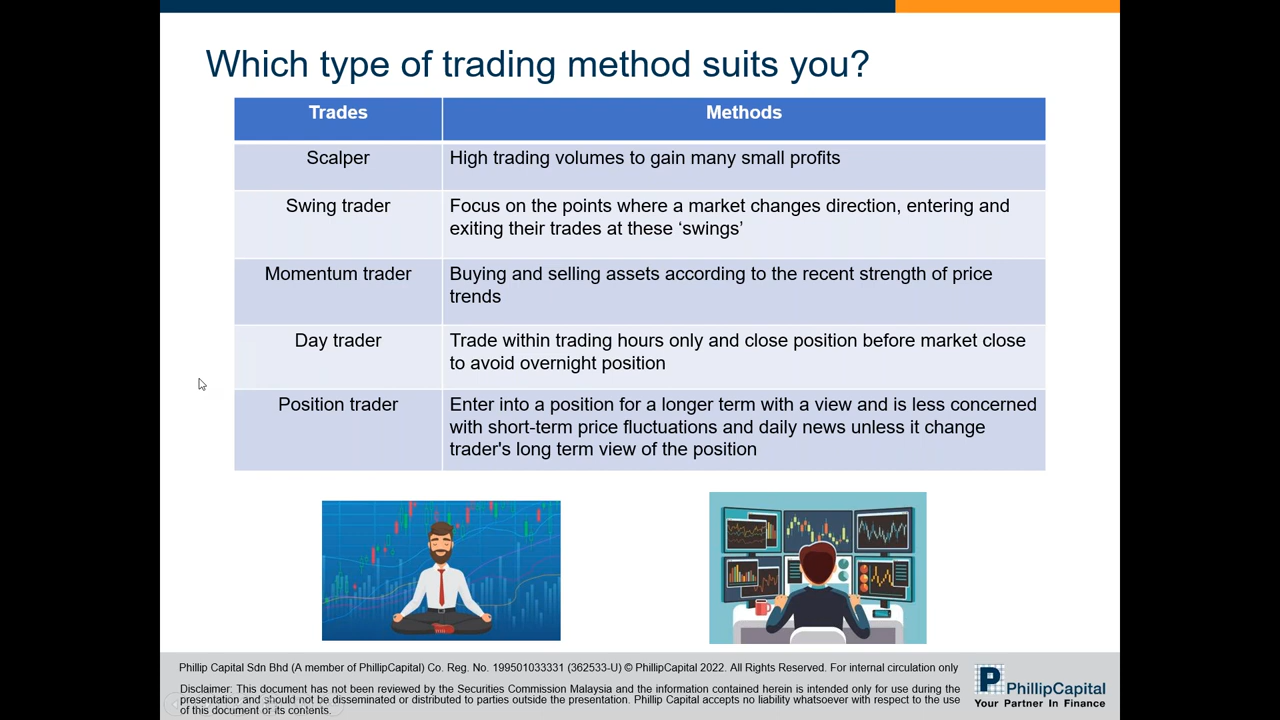 Which type of trading method suits you?
Trades
Methods
Scalper
High trading volumes to gain many small profits
Swing trader
Focus on the points where a market changes direction, entering and
exiting their trades at these ‘swings’
Momentum trader
Buying and selling assets according to the recent strength of price
trends
Day trader
Trade within trading hours only and close position before market close
to avoid overnight position
Position trader
Enter into a position for a longer term with a view and is less concerned
with short-term price fluctuations and daily news unless it change
trader's long term view of the position
Phillip Capital Sdn Bhd (A member of PhillipCapital) Co. Reg. No. 199501033331 (362533-U) © PhillipCapital 2022. All Rights Reserved. For internal circulation only
Disclaimer: This document has not been reviewed by the Securities Commission Malaysia and the information contained herein is intended only for use during the
presentation and should not be disseminated or distributed to parties outside the presentation. Phillip Capital accepts no liability whatsoever with respect to the use
of this document or its contents.
P
PhillipCapital
Your Partner In Finance